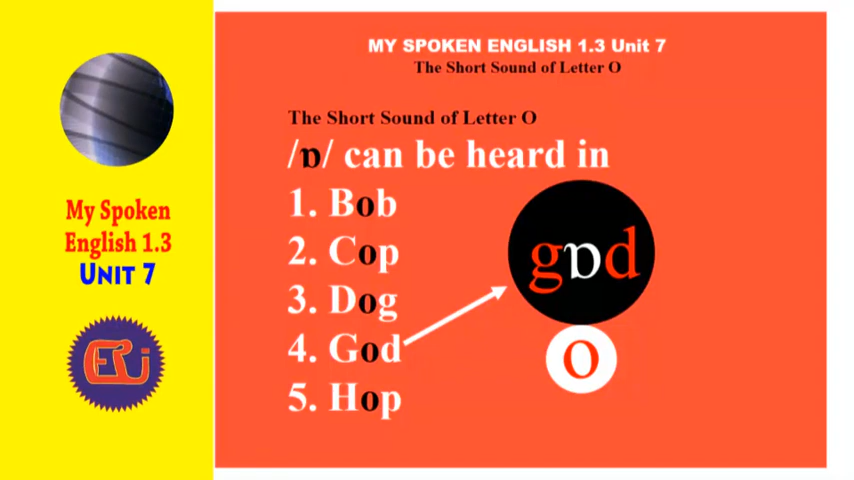 My Spoken
English 1.3
UNIT 7
ERi
MY SPOKEN ENGLISH 1.3 Unit 7
The Short Sound of Letter O
The Short Sound of Letter O
/ɒ/ can be heard in
1. Bob
2. Cop
3. Dog
4. God
5. Hop
gɒd
O